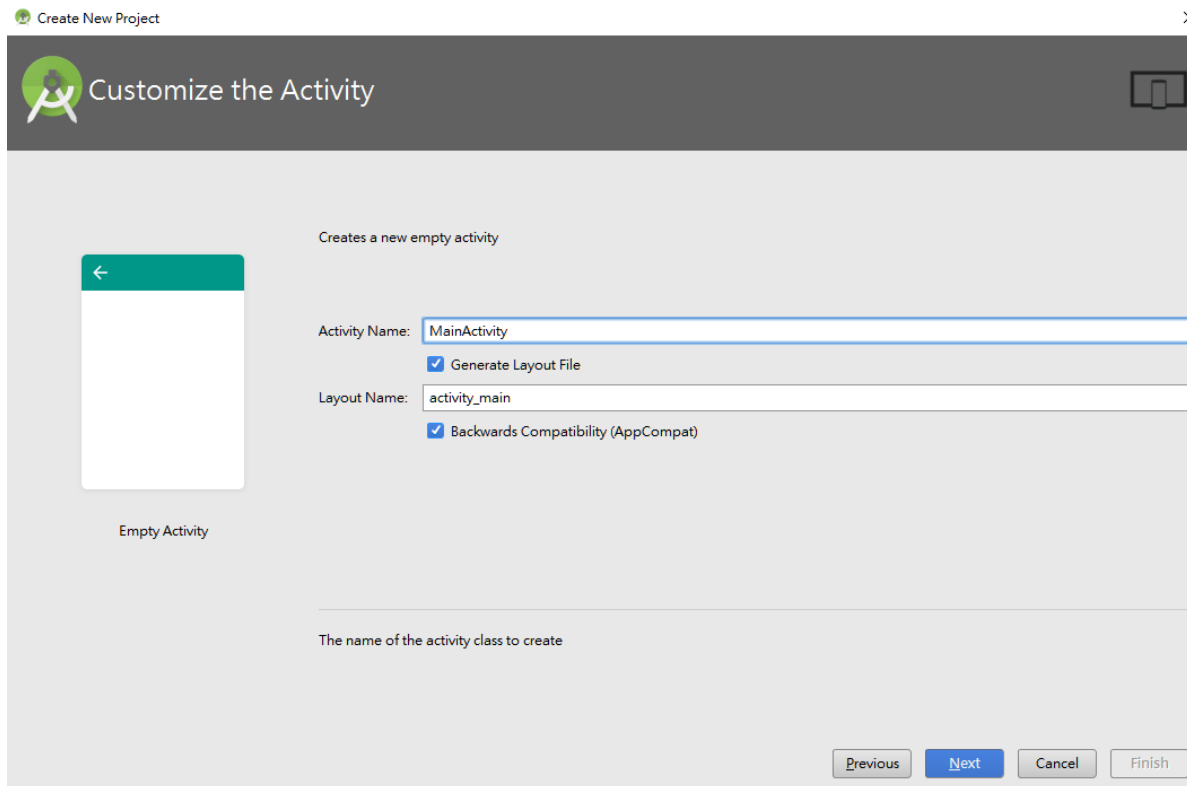 Create New Project
Customize the Activity
Creates a new empty activity
Activity Name: MainActivity
Generate Layout File
Layout Name: activity_main
Backwards Compatibility (AppCompat)
Empty Activity
The name of the activity class to create
Previous Next Cancel Finish